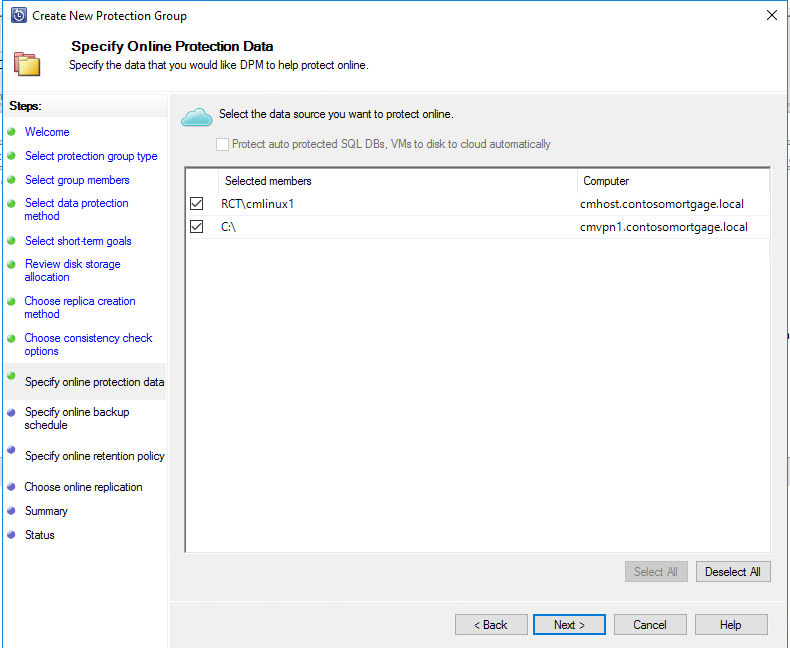 Create New Protection Group
Specify Online Protection Data
Specify the data that you would like DPM to help protect online.
Steps:
Welcome
Select protection group type
Select group members
Select data protection
method
Select short-term goals
Review disk storage
allocation
Choose replica creation
method
Choose consistency check
options
Specify online protection data
Specify online backup
schedule
Specify online retention policy
Choose online replication
Summary
Status
Select the data source you want to protect online.
Protect auto protected SQL DBs, VMs to disk to cloud automatically
Selected members Computer
RCT\cmlinux1 cmhost.contosomortgage.local
C:\ cmvpn1.contosomortgage.local
Select All Deselect All
< Back Next > Cancel Help